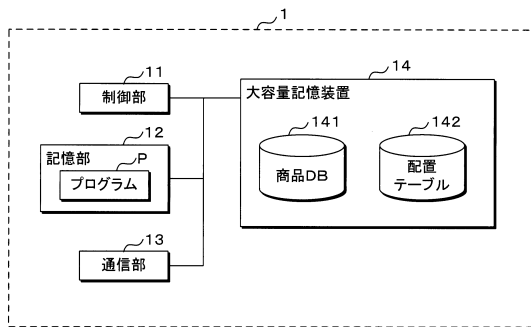 1
11
制御部
12
記憶部
P
プログラム
13
通信部
14
大容量記憶装置
141
商品DB
142
配置
テーブル